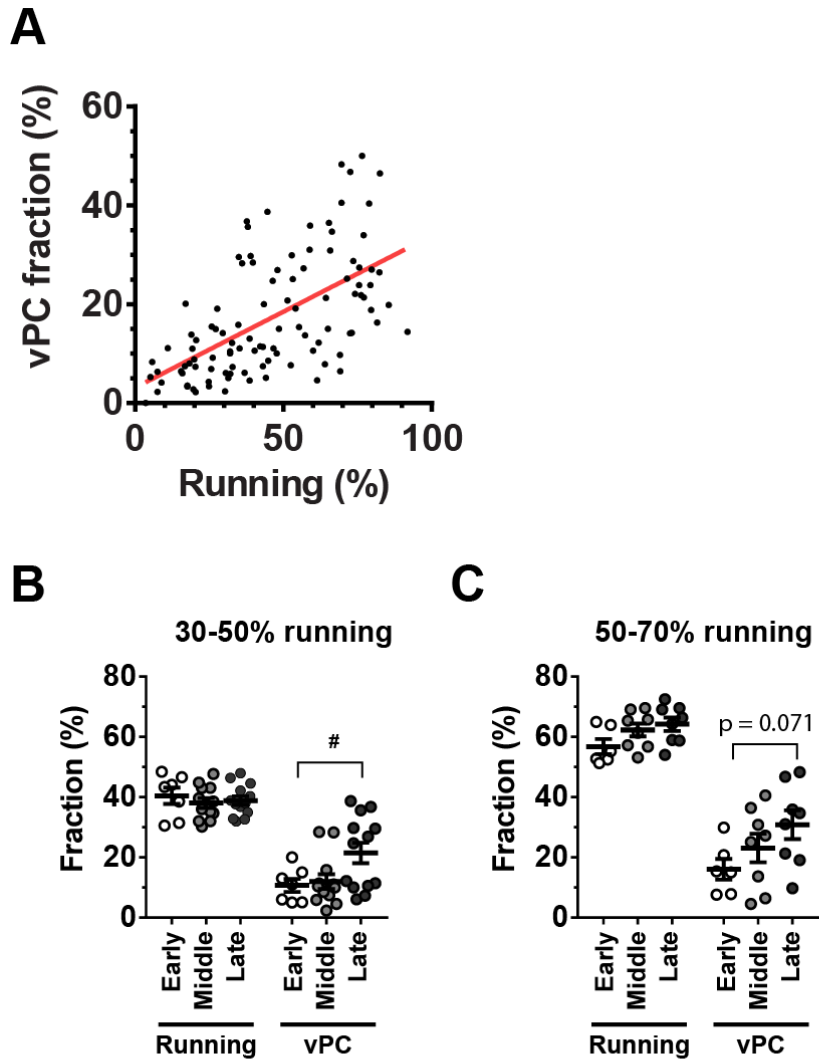 A
vPC fraction (%)
60
40
20
0
0 50 100
Running (%)
B
30-50% running
Fraction (%)
80
60
40
20
0
#
Early
Middle
Late
Early
Middle
Late
Running
vPC
C
50-70% running
Fraction (%)
80
60
40
20
0
p = 0.071
Early
Middle
Late
Early
Middle
Late
Running
vPC